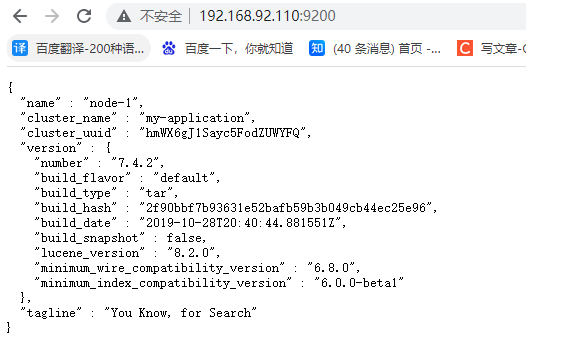 不安全 | 192.168.92.110:9200
译 百度翻译-200种语... 百度一下，你就知道 知 (40 条消息) 首页 -... C 写文章-C
{
"name" : "node-1",
"cluster_name" : "my-application",
"cluster_uuid" : "hmWX6gJ1Sayc5FodZUWYFQ",
"version" : {
"number" : "7.4.2",
"build_flavor" : "default",
"build_type" : "tar",
"build_hash" : "2f90bbf7b93631e52bafb59b3b049cb44ec25e96",
"build_date" : "2019-10-28T20:40:44.881551Z",
"build_snapshot" : false,
"lucene_version" : "8.2.0",
"minimum_wire_compatibility_version" : "6.8.0",
"minimum_index_compatibility_version" : "6.0.0-beta1"
},
"tagline" : "You Know, for Search"
}